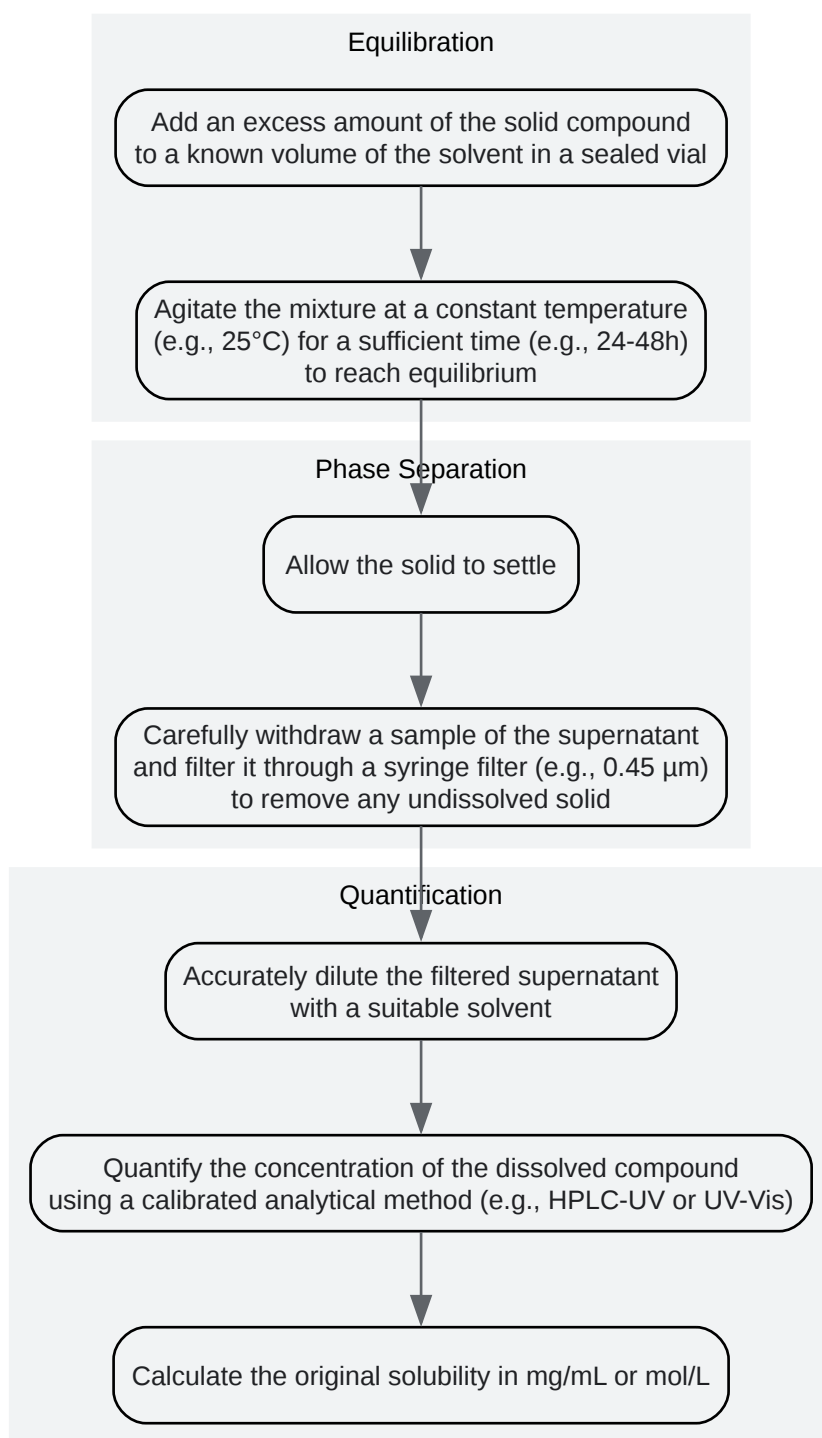 Equilibration
Add an excess amount of the solid compound
to a known volume of the solvent in a sealed vial
Agitate the mixture at a constant temperature
(e.g., 25°C) for a sufficient time (e.g., 24-48h)
to reach equilibrium
Phase Separation
Allow the solid to settle
Carefully withdraw a sample of the supernatant
and filter it through a syringe filter (e.g., 0.45 µm)
to remove any undissolved solid
Quantification
Accurately dilute the filtered supernatant
with a suitable solvent
Quantify the concentration of the dissolved compound
using a calibrated analytical method (e.g., HPLC-UV or UV-Vis)
Calculate the original solubility in mg/mL or mol/L